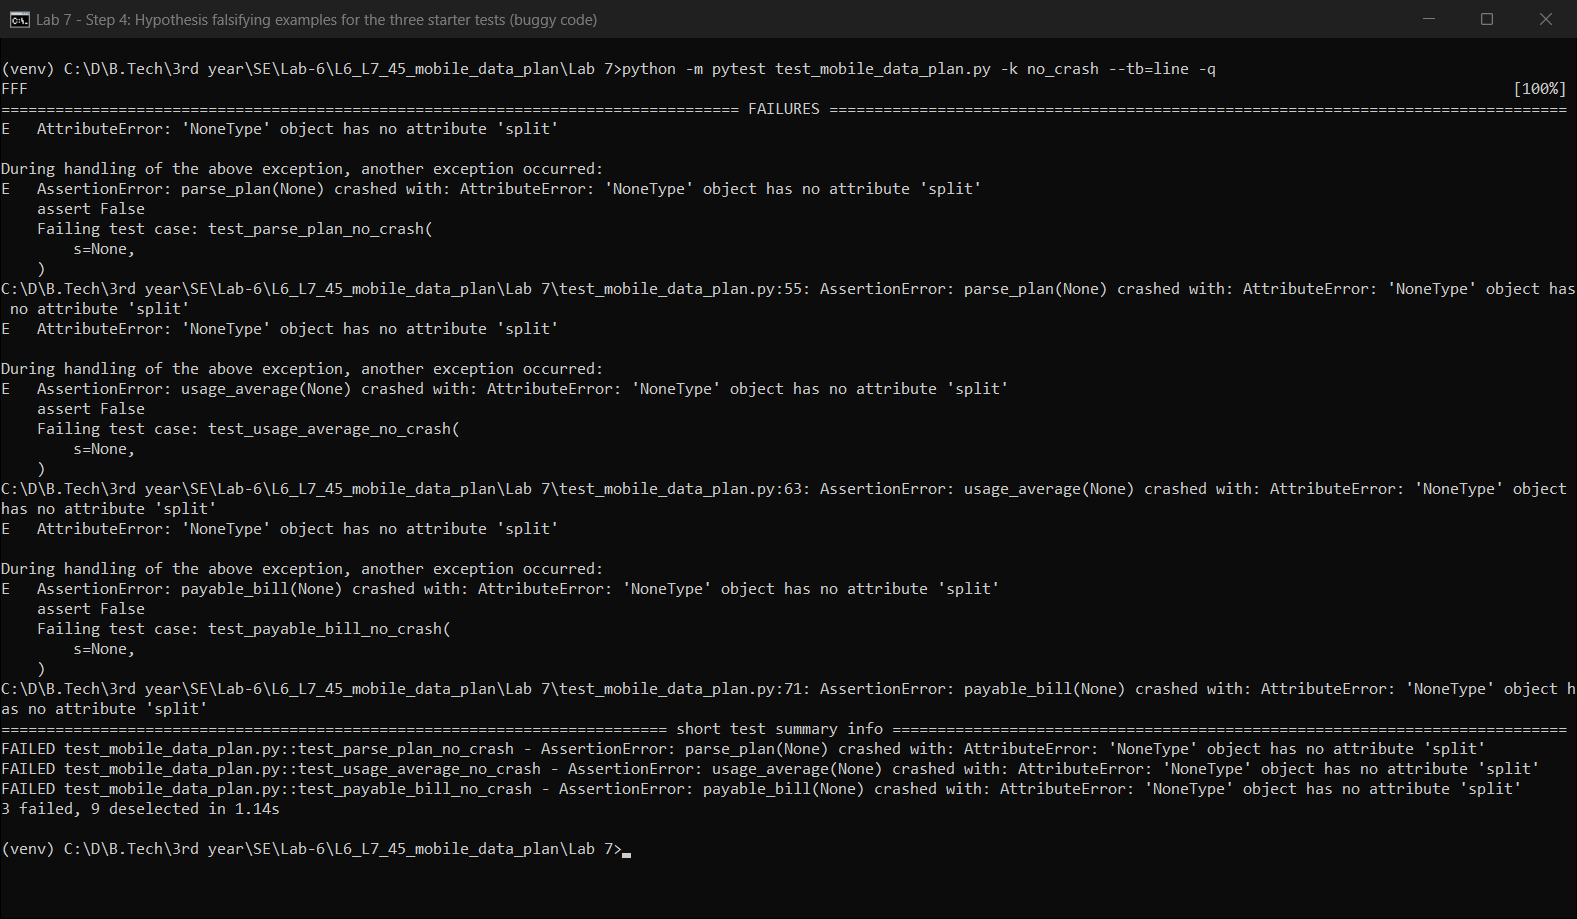 Lab 7 - Step 4: Hypothesis falsifying examples for the three starter tests (buggy code)
(venv) C:\D\B.Tech\3rd year\SE\Lab-6\L6_L7_45_mobile_data_plan\Lab 7>python -m pytest test_mobile_data_plan.py -k no_crash --tb=line -q
FFF [100%]
================================================================================== FAILURES ==================================================================================
E   AttributeError: 'NoneType' object has no attribute 'split'
During handling of the above exception, another exception occurred:
E   AssertionError: parse_plan(None) crashed with: AttributeError: 'NoneType' object has no attribute 'split'
    assert False
    Failing test case: test_parse_plan_no_crash(
        s=None,
    )
C:\D\B.Tech\3rd year\SE\Lab-6\L6_L7_45_mobile_data_plan\Lab 7\test_mobile_data_plan.py:55: AssertionError: parse_plan(None) crashed with: AttributeError: 'NoneType' object has
 no attribute 'split'
E   AttributeError: 'NoneType' object has no attribute 'split'
During handling of the above exception, another exception occurred:
E   AssertionError: usage_average(None) crashed with: AttributeError: 'NoneType' object has no attribute 'split'
    assert False
    Failing test case: test_usage_average_no_crash(
        s=None,
    )
C:\D\B.Tech\3rd year\SE\Lab-6\L6_L7_45_mobile_data_plan\Lab 7\test_mobile_data_plan.py:63: AssertionError: usage_average(None) crashed with: AttributeError: 'NoneType' object
has no attribute 'split'
E   AttributeError: 'NoneType' object has no attribute 'split'
During handling of the above exception, another exception occurred:
E   AssertionError: payable_bill(None) crashed with: AttributeError: 'NoneType' object has no attribute 'split'
    assert False
    Failing test case: test_payable_bill_no_crash(
        s=None,
    )
C:\D\B.Tech\3rd year\SE\Lab-6\L6_L7_45_mobile_data_plan\Lab 7\test_mobile_data_plan.py:71: AssertionError: payable_bill(None) crashed with: AttributeError: 'NoneType' object h
as no attribute 'split'
========================================================================== short test summary info ===========================================================================
FAILED test_mobile_data_plan.py::test_parse_plan_no_crash - AssertionError: parse_plan(None) crashed with: AttributeError: 'NoneType' object has no attribute 'split'
FAILED test_mobile_data_plan.py::test_usage_average_no_crash - AssertionError: usage_average(None) crashed with: AttributeError: 'NoneType' object has no attribute 'split'
FAILED test_mobile_data_plan.py::test_payable_bill_no_crash - AssertionError: payable_bill(None) crashed with: AttributeError: 'NoneType' object has no attribute 'split'
3 failed, 9 deselected in 1.14s
(venv) C:\D\B.Tech\3rd year\SE\Lab-6\L6_L7_45_mobile_data_plan\Lab 7>